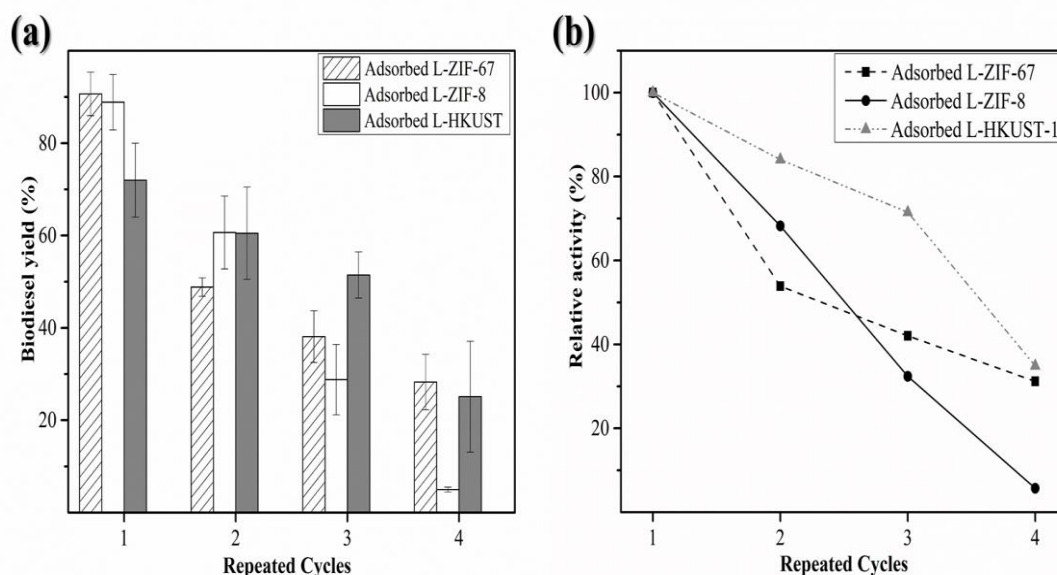 (a)
Adsorbed L-ZIF-67
Adsorbed L-ZIF-8
Adsorbed L-HKUST
Biodiesel yield (%)
80
60
40
20
1 2 3 4
Repeated Cycles
(b)
Adsorbed L-ZIF-67
Adsorbed L-ZIF-8
Adsorbed L-HKUST-1
Relative activity (%)
100
80
60
40
20
1 2 3 4
Repeated Cycles